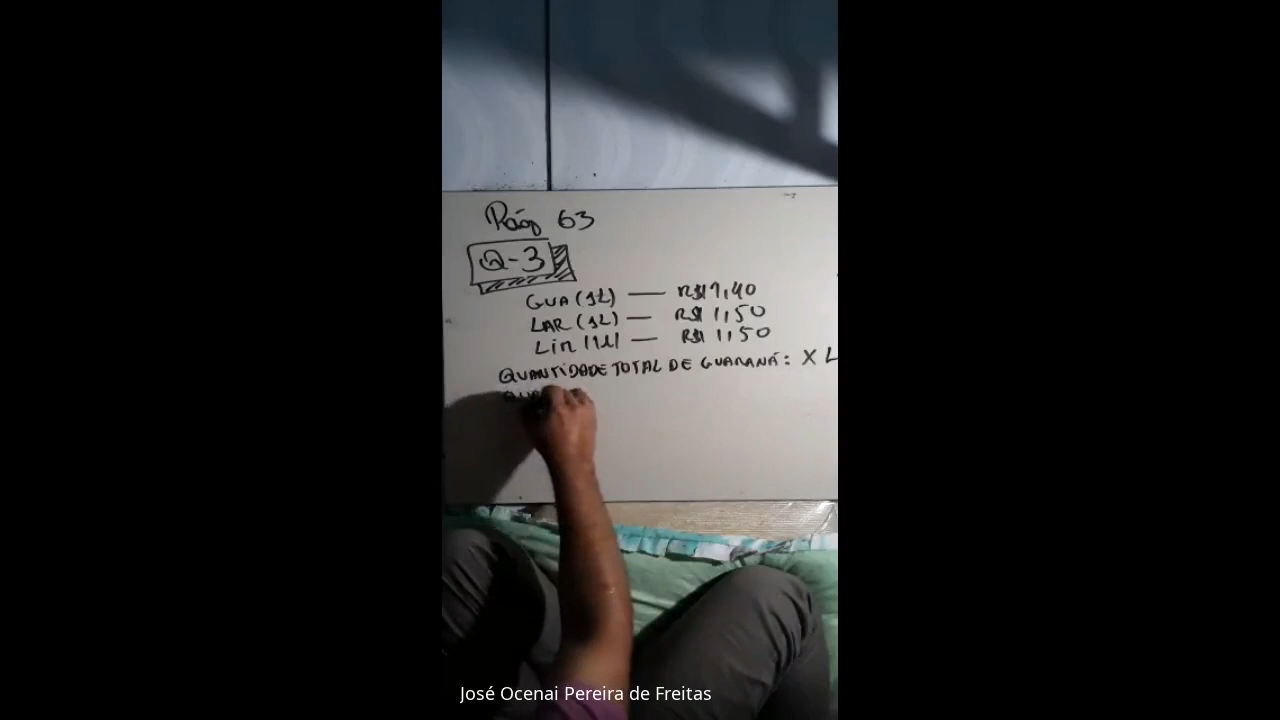 Pág 63
Q-3
GUA (1L) — R$ 1,40
LAR (1L) — R$ 1,50
Lim (1L) — R$ 1,50
QUANTIDADE TOTAL DE GUARANÁ: X L
José Ocenai Pereira de Freitas